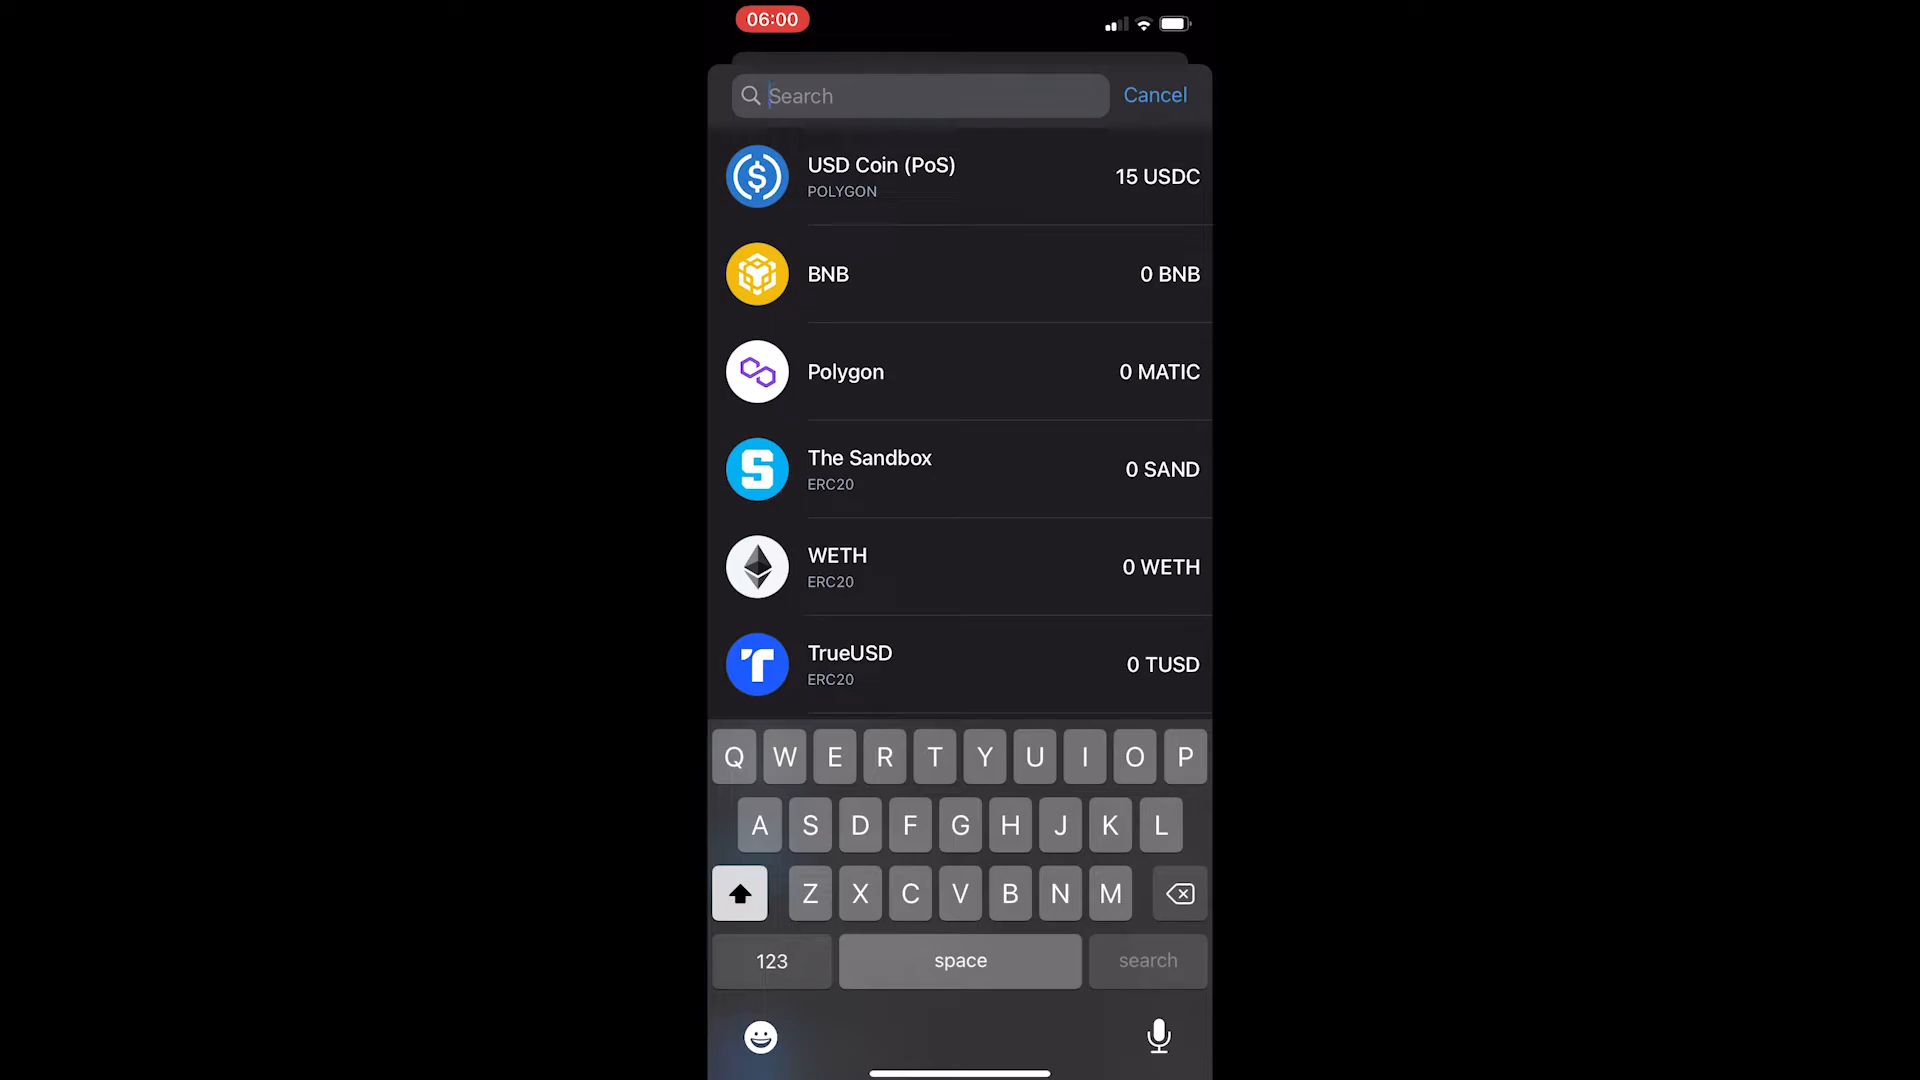 06:00
Search
Cancel
USD Coin (PoS)
POLYGON
15 USDC
BNB
0 BNB
Polygon
0 MATIC
The Sandbox
ERC20
0 SAND
WETH
ERC20
0 WETH
TrueUSD
ERC20
0 TUSD
Q W E R T Y U I O P
A S D F G H J K L
Z X C V B N M
123 space search